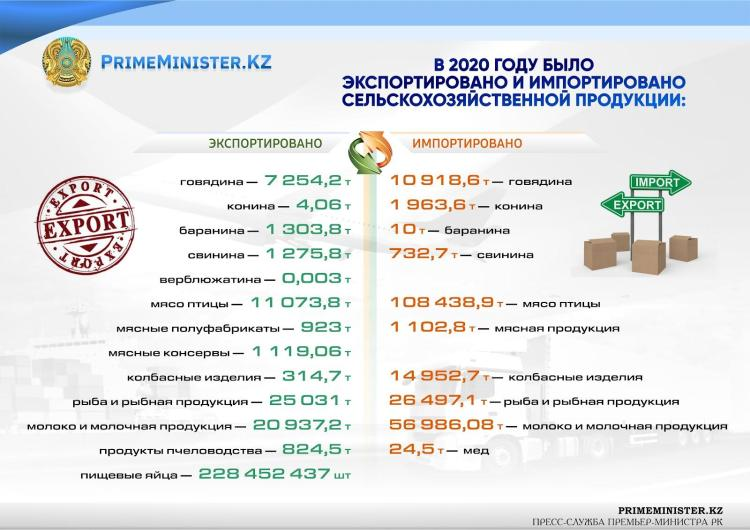 PRIMEMINISTER.KZ
В 2020 ГОДУ БЫЛО
ЭКСПОРТИРОВАНО И ИМПОРТИРОВАНО
СЕЛЬСКОХОЗЯЙСТВЕННОЙ ПРОДУКЦИИ:
ЭКСПОРТИРОВАНО
ИМПОРТИРОВАНО
EXPORT
EXPORT
EXPORT
IMPORT
EXPORT
говядина — 7 254,2 т
10 918,6 т — говядина
конина — 4,06 т
1 963,6 т — конина
баранина — 1 303,8 т
10 т — баранина
свинина — 1 275,8 т
732,7 т — свинина
верблюжатина — 0,003 т
мясо птицы — 11 073,8 т
108 438,9 т — мясо птицы
мясные полуфабрикаты — 923 т
1 102,8 т — мясная продукция
мясные консервы — 1 119,06 т
колбасные изделия — 314,7 т
14 952,7 т — колбасные изделия
рыба и рыбная продукция — 25 031 т
26 497,1 т — рыба и рыбная продукция
молоко и молочная продукция — 20 937,2 т
56 986,08 т — молоко и молочная продукция
продукты пчеловодства — 824,5 т
24,5 т — мед
пищевые яйца — 228 452 437 шт
PRIMEMINISTER.KZ
ПРЕСС-СЛУЖБА ПРЕМЬЕР-МИНИСТРА РК